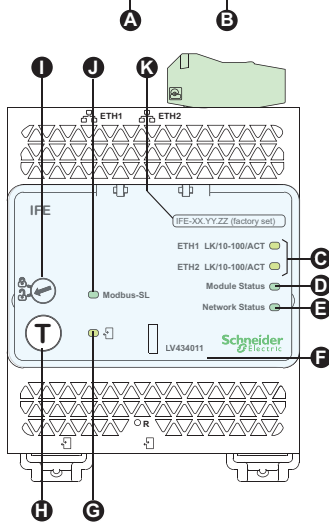 A B
I J K
ETH1 ETH2
IFE
IFE-XX.YY.ZZ (factory set)
ETH1 LK/10-100/ACT
C
ETH2 LK/10-100/ACT
Module Status D
Modbus-SL
Network Status E
T
Schneider
Electric
LV434011
F
R
H G